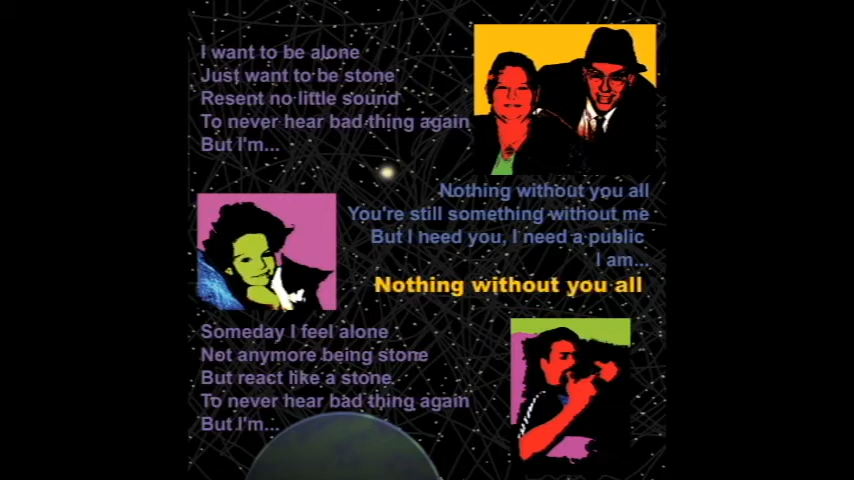 I want to be alone
Just want to be stone
Resent no little sound
To never hear bad thing again
But I'm...
Nothing without you all
You're still something without me
But I heed you, I need a public
I am...
Nothing without you all
Someday I feel alone
Not anymore being stone
But react like a stone
To never hear bad thing again
But I'm...